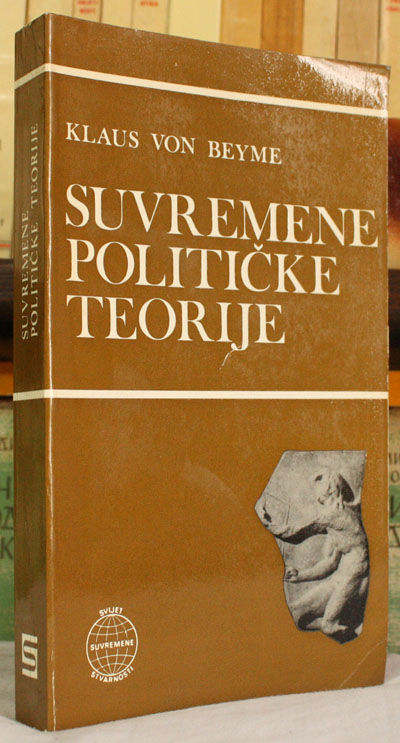 KLAUS VON BEYME
SUVREMENE
POLITIČKE
TEORIJE
SUVREMENE
POLITIČKE TEORIJE
SVIJET
SUVREMENE
STVARNOSTI